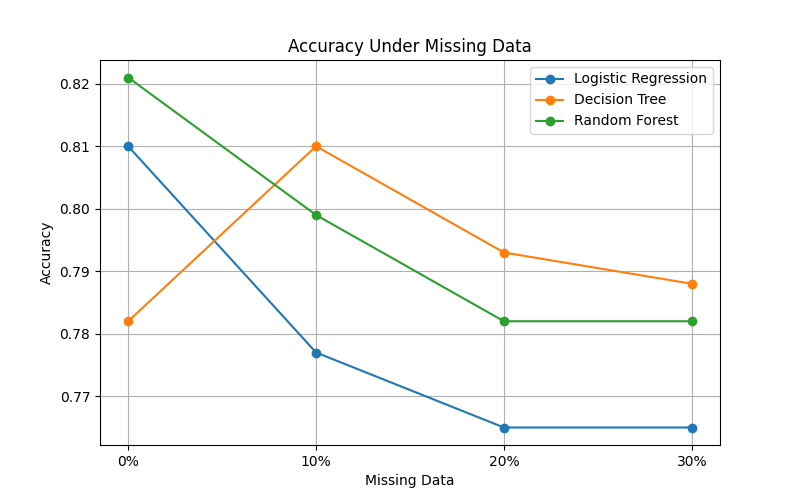 Accuracy Under Missing Data
Logistic Regression
Decision Tree
Random Forest
Accuracy
0.82
0.81
0.80
0.79
0.78
0.77
0% 10% 20% 30%
Missing Data